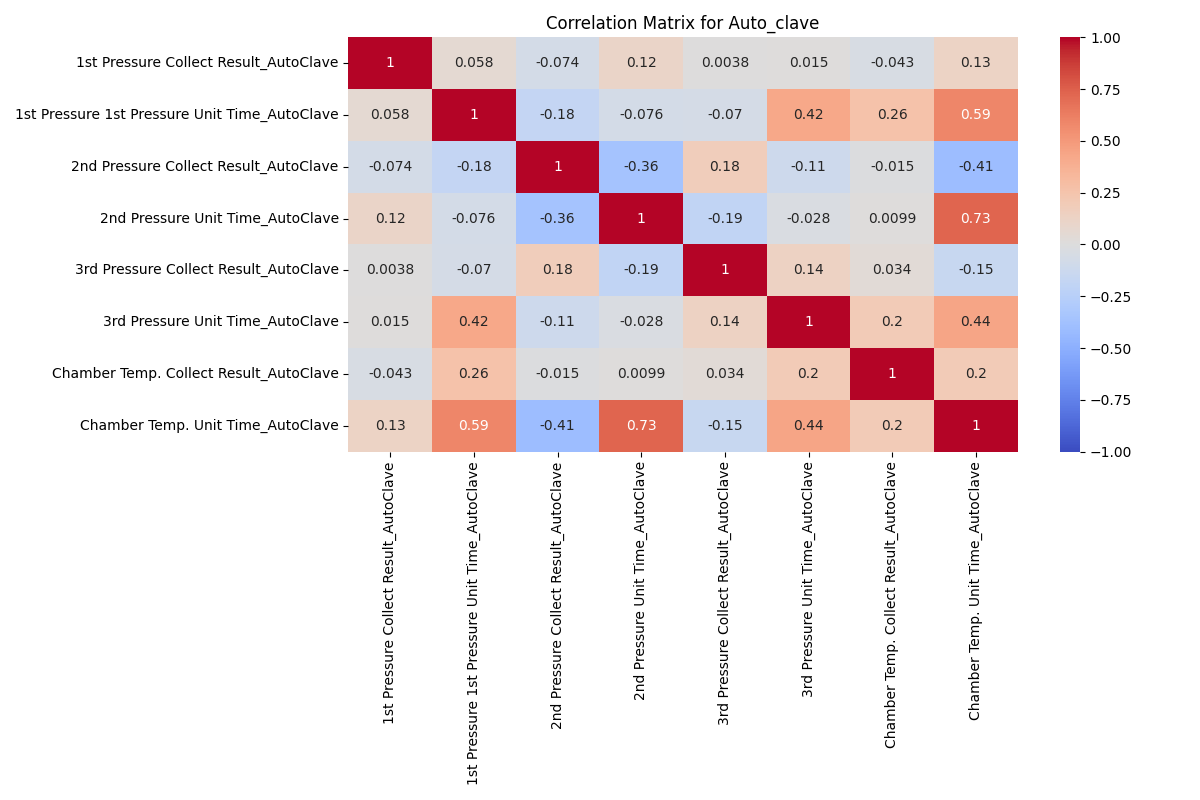 Correlation Matrix for Auto_clave
1st Pressure Collect Result_AutoClave 1 0.058 -0.074 0.12 0.0038 0.015 -0.043 0.13
1st Pressure 1st Pressure Unit Time_AutoClave 0.058 1 -0.18 -0.076 -0.07 0.42 0.26 0.59
2nd Pressure Collect Result_AutoClave -0.074 -0.18 1 -0.36 0.18 -0.11 -0.015 -0.41
2nd Pressure Unit Time_AutoClave 0.12 -0.076 -0.36 1 -0.19 -0.028 0.0099 0.73
3rd Pressure Collect Result_AutoClave 0.0038 -0.07 0.18 -0.19 1 0.14 0.034 -0.15
3rd Pressure Unit Time_AutoClave 0.015 0.42 -0.11 -0.028 0.14 1 0.2 0.44
Chamber Temp. Collect Result_AutoClave -0.043 0.26 -0.015 0.0099 0.034 0.2 1 0.2
Chamber Temp. Unit Time_AutoClave 0.13 0.59 -0.41 0.73 -0.15 0.44 0.2 1
1st Pressure Collect Result_AutoClave
1st Pressure 1st Pressure Unit Time_AutoClave
2nd Pressure Collect Result_AutoClave
2nd Pressure Unit Time_AutoClave
3rd Pressure Collect Result_AutoClave
3rd Pressure Unit Time_AutoClave
Chamber Temp. Collect Result_AutoClave
Chamber Temp. Unit Time_AutoClave
1.00
0.75
0.50
0.25
0.00
−0.25
−0.50
−0.75
−1.00